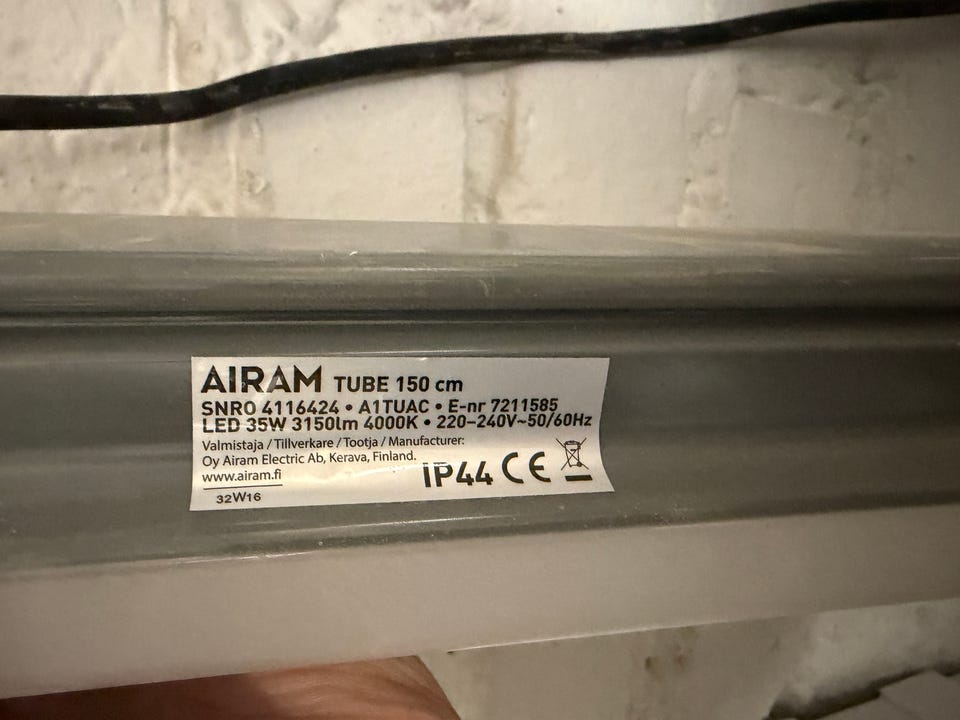 AIRAM TUBE 150 cm
SNRO 4116424 • A1TUAC • E-nr 7211585
LED 35W 3150lm 4000K • 220-240V~50/60Hz
Valmistaja / Tillverkare / Tootja / Manufacturer:
Oy Airam Electric Ab, Kerava, Finland.
www.airam.fi
IP44 CE
32W16